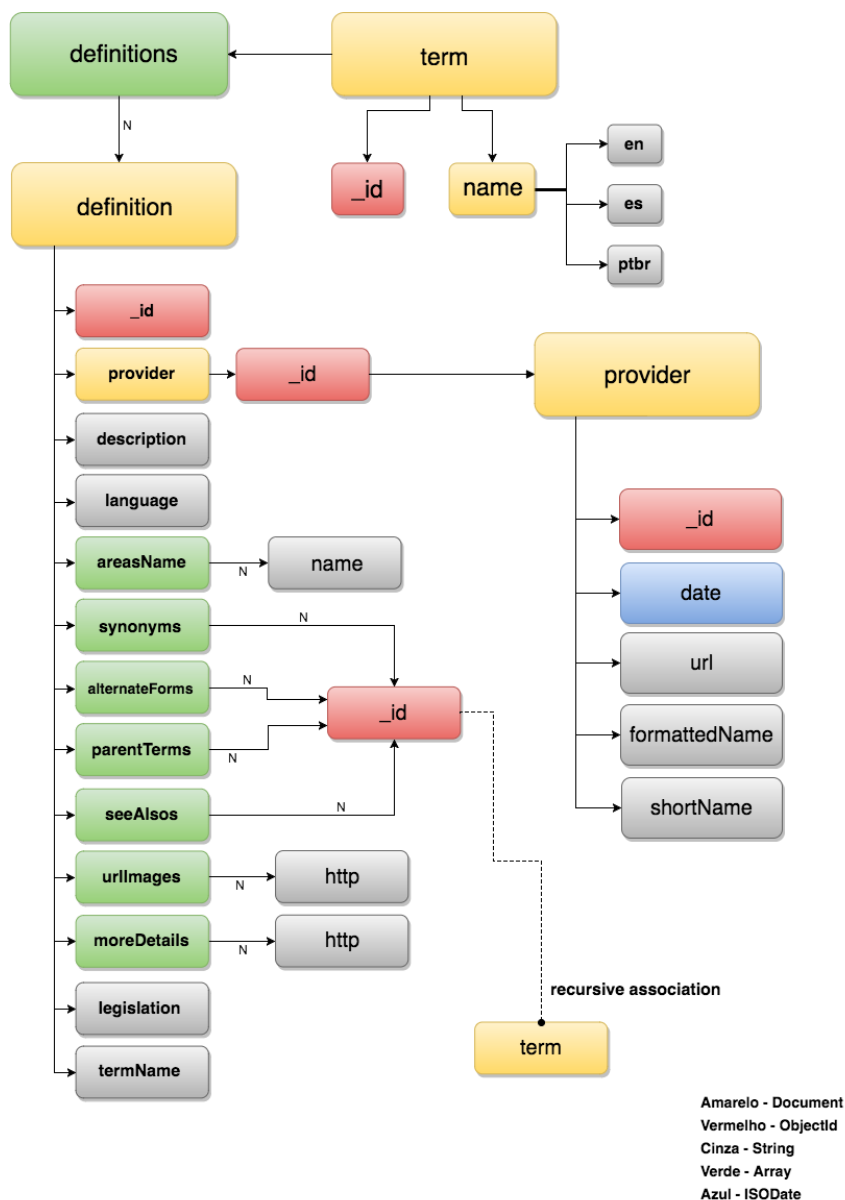 definitions
term
N
_id
name
en
es
ptbr
definition
_id
provider
_id
provider
description
language
areasName
N
name
synonyms
N
alternateForms
N
_id
parentTerms
N
seeAlsos
N
urlImages
N
http
moreDetails
N
http
legislation
termName
_id
date
url
formattedName
shortName
recursive association
term
Amarelo - Document
Vermelho - ObjectId
Cinza - String
Verde - Array
Azul - ISODate